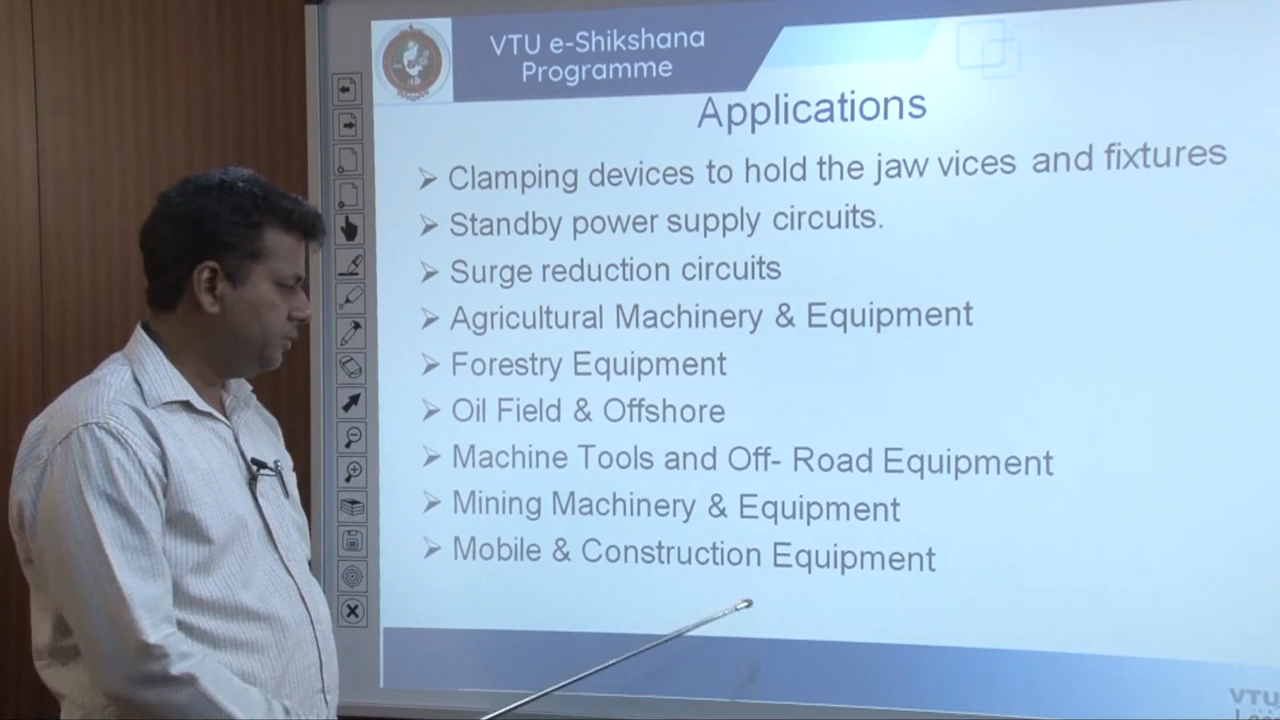 VTU e-Shikshana
Programme
Applications
Clamping devices to hold the jaw vices and fixtures
Standby power supply circuits.
Surge reduction circuits
Agricultural Machinery & Equipment
Forestry Equipment
Oil Field & Offshore
Machine Tools and Off- Road Equipment
Mining Machinery & Equipment
Mobile & Construction Equipment
VTU